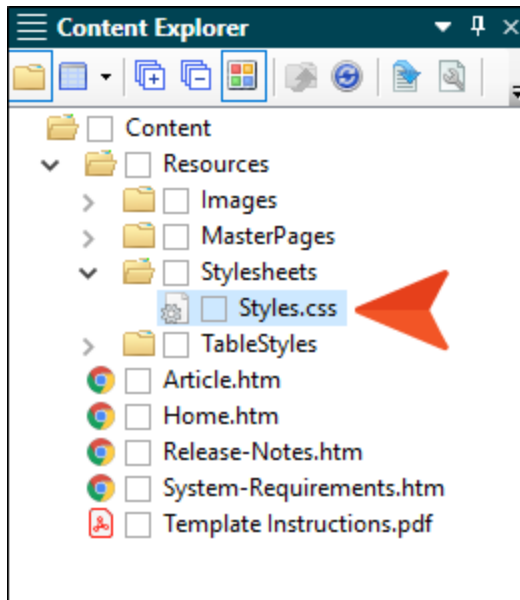 Content Explorer
Content
Resources
Images
MasterPages
Stylesheets
Styles.css
TableStyles
Article.htm
Home.htm
Release-Notes.htm
System-Requirements.htm
Template Instructions.pdf